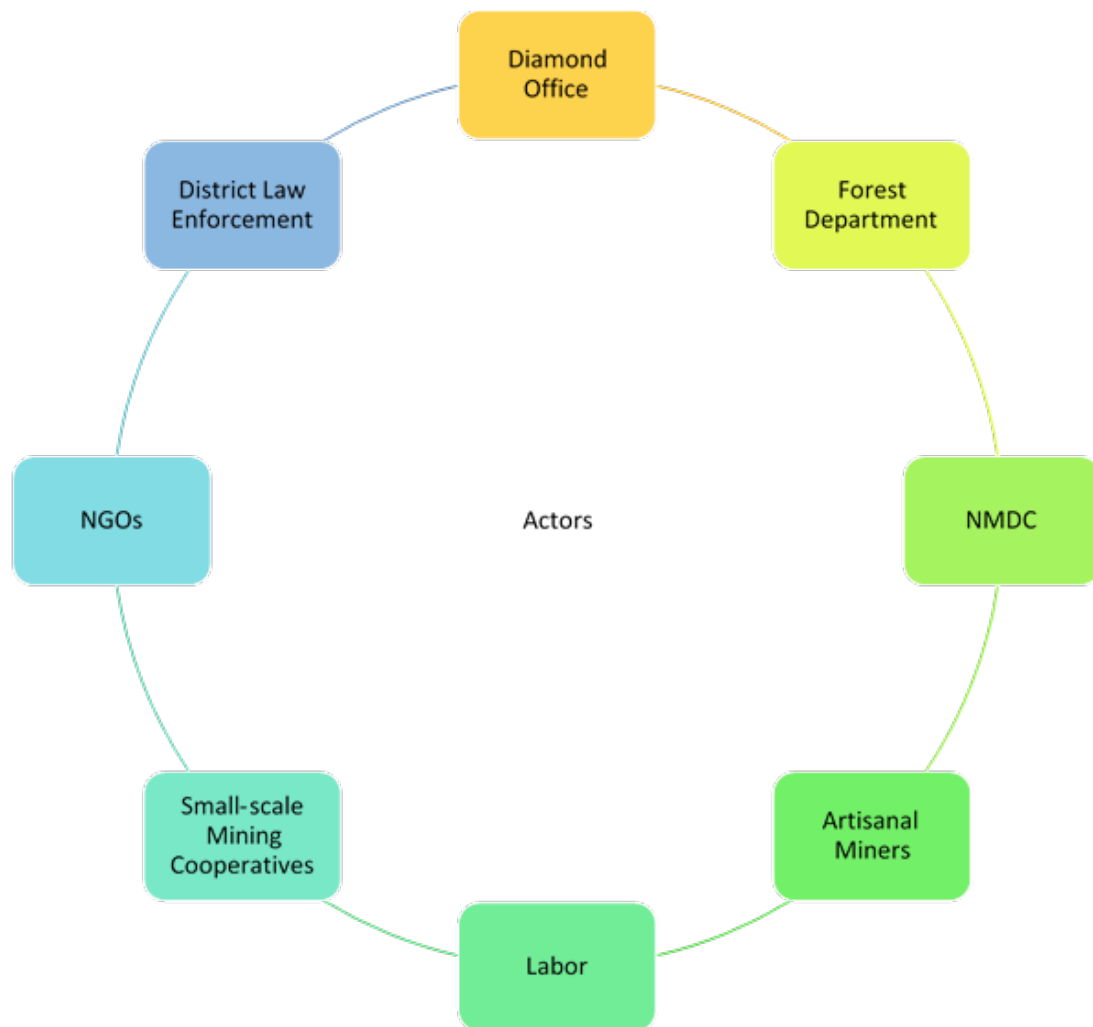 Diamond
Office
Forest
Department
NMDC
Artisanal
Miners
Labor
Small-scale
Mining
Cooperatives
NGOs
District Law
Enforcement
Actors